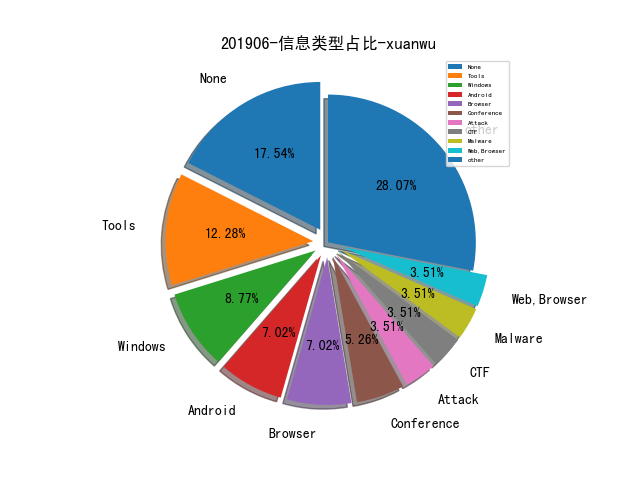 201906-信息类型占比-xuanwu
None
Tools
Windows
Android
Browser
Conference
Attack
CTF
Malware
Web,Browser
other
None
Tools
Windows
Android
Browser
Conference
Attack
CTF
Malware
Web,Browser
other
17.54%
12.28%
8.77%
7.02%
7.02%
5.26%
3.51%
3.51%
3.51%
3.51%
28.07%